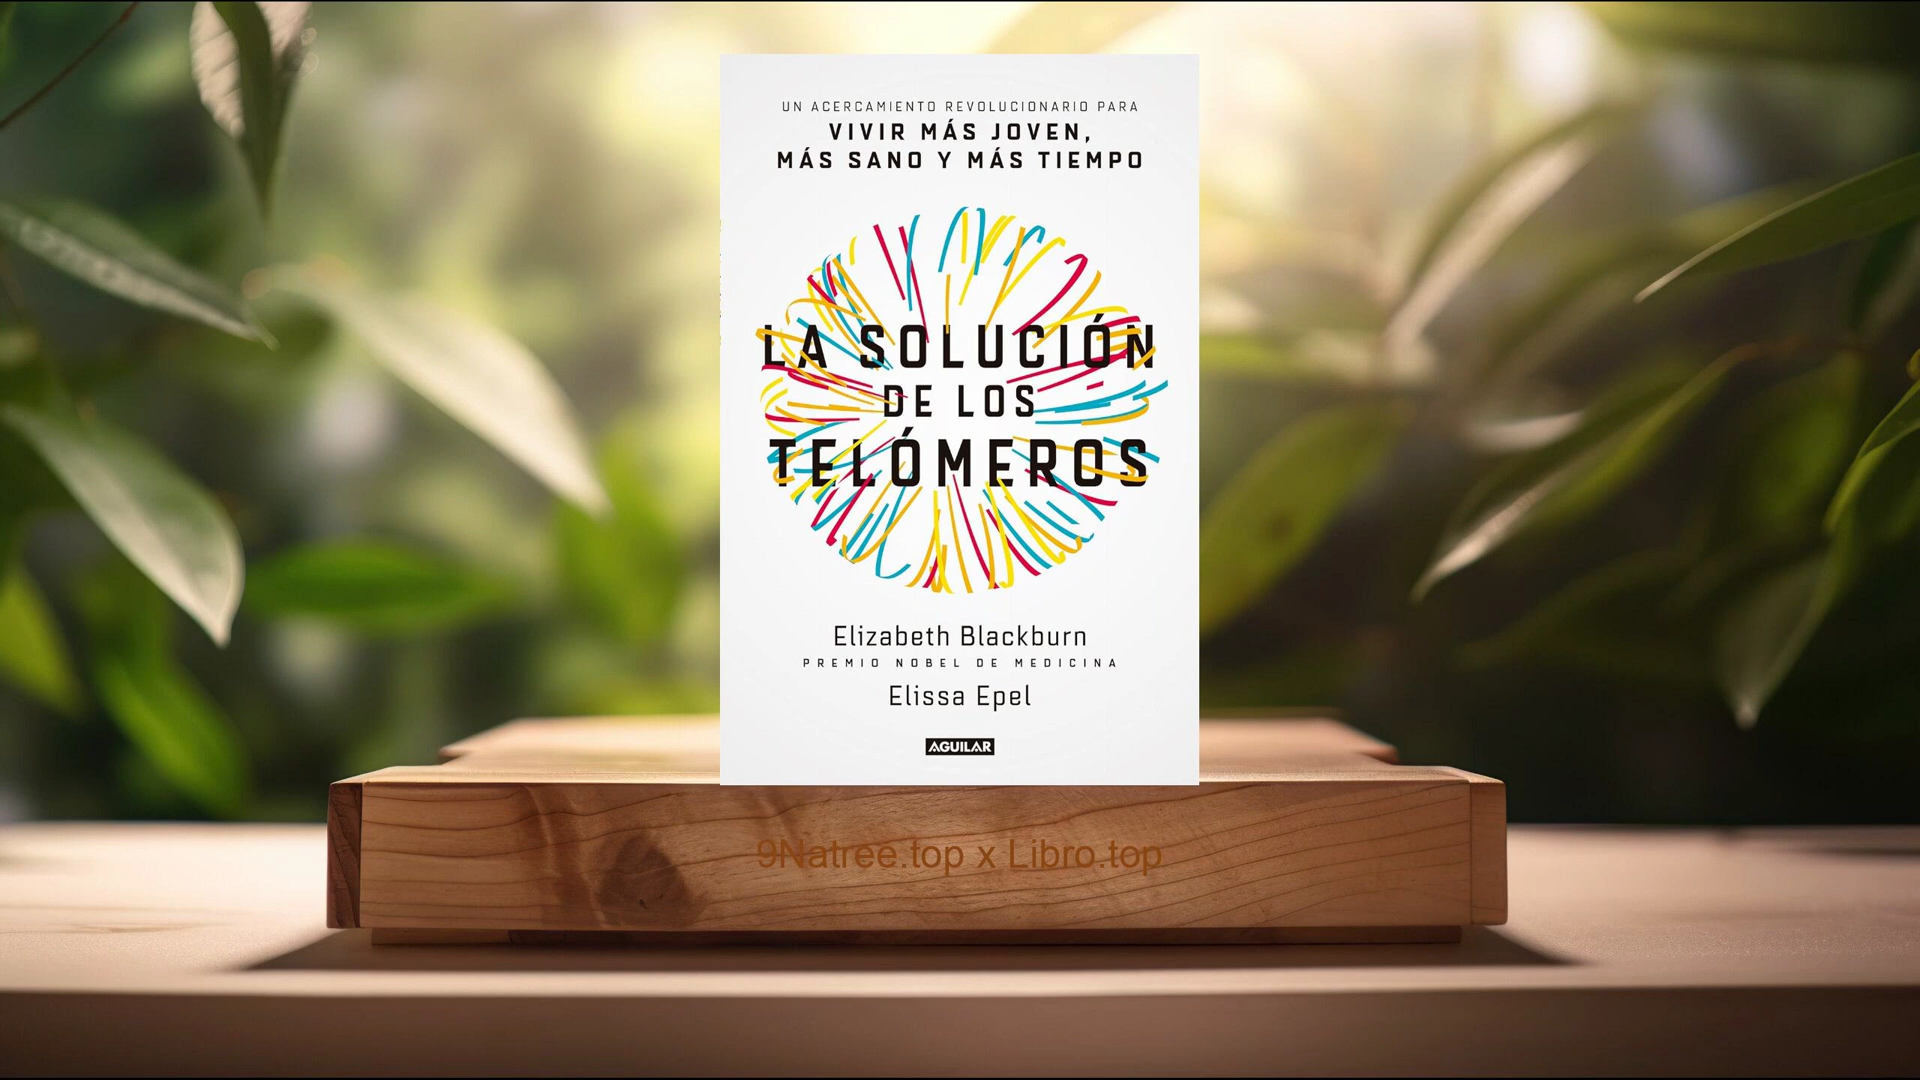 UN ACERCAMIENTO REVOLUCIONARIO PARA
VIVIR MÁS JOVEN,
MÁS SANO Y MÁS TIEMPO
LA SOLUCIÓN
DE LOS
TELÓMEROS
Elizabeth Blackburn
PREMIO NOBEL DE MEDICINA
Elissa Epel
AGUILAR
9Natree.top x Libro.top